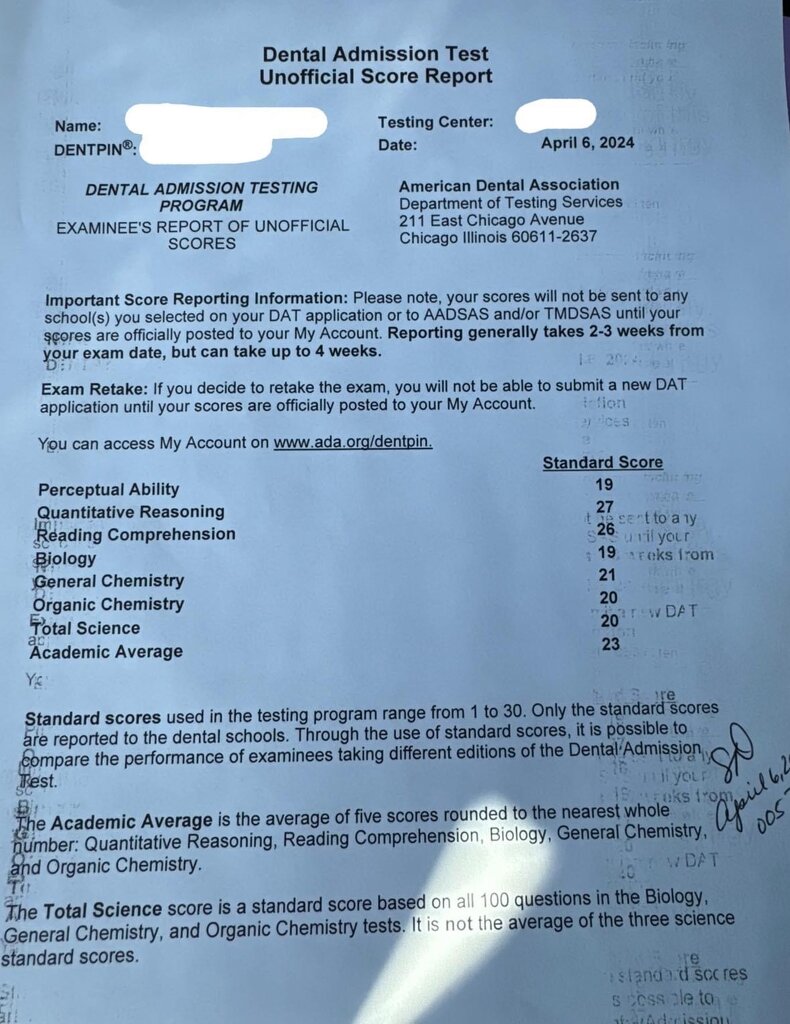 Dental Admission Test
Unofficial Score Report
Name:
Testing Center:
DENTPIN®:
Date: April 6, 2024
DENTAL ADMISSION TESTING
PROGRAM
EXAMINEE'S REPORT OF UNOFFICIAL
SCORES
American Dental Association
Department of Testing Services
211 East Chicago Avenue
Chicago Illinois 60611-2637
Important Score Reporting Information: Please note, your scores will not be sent to any
school(s) you selected on your DAT application or to AADSAS and/or TMDSAS until your
scores are officially posted to your My Account. Reporting generally takes 2-3 weeks from
your exam date, but can take up to 4 weeks.
Exam Retake: If you decide to retake the exam, you will not be able to submit a new DAT
application until your scores are officially posted to your My Account.
You can access My Account on www.ada.org/dentpin.
Standard Score
Perceptual Ability 19
Quantitative Reasoning 27
Reading Comprehension 26
Biology 19
General Chemistry 21
Organic Chemistry 20
Total Science 20
Academic Average 23
Standard scores used in the testing program range from 1 to 30. Only the standard scores
are reported to the dental schools. Through the use of standard scores, it is possible to
compare the performance of examinees taking different editions of the Dental Admission
Test.
The Academic Average is the average of five scores rounded to the nearest whole
number: Quantitative Reasoning, Reading Comprehension, Biology, General Chemistry,
and Organic Chemistry.
April 6, 2
005-
The Total Science score is a standard score based on all 100 questions in the Biology,
General Chemistry, and Organic Chemistry tests. It is not the average of the three science
standard scores.